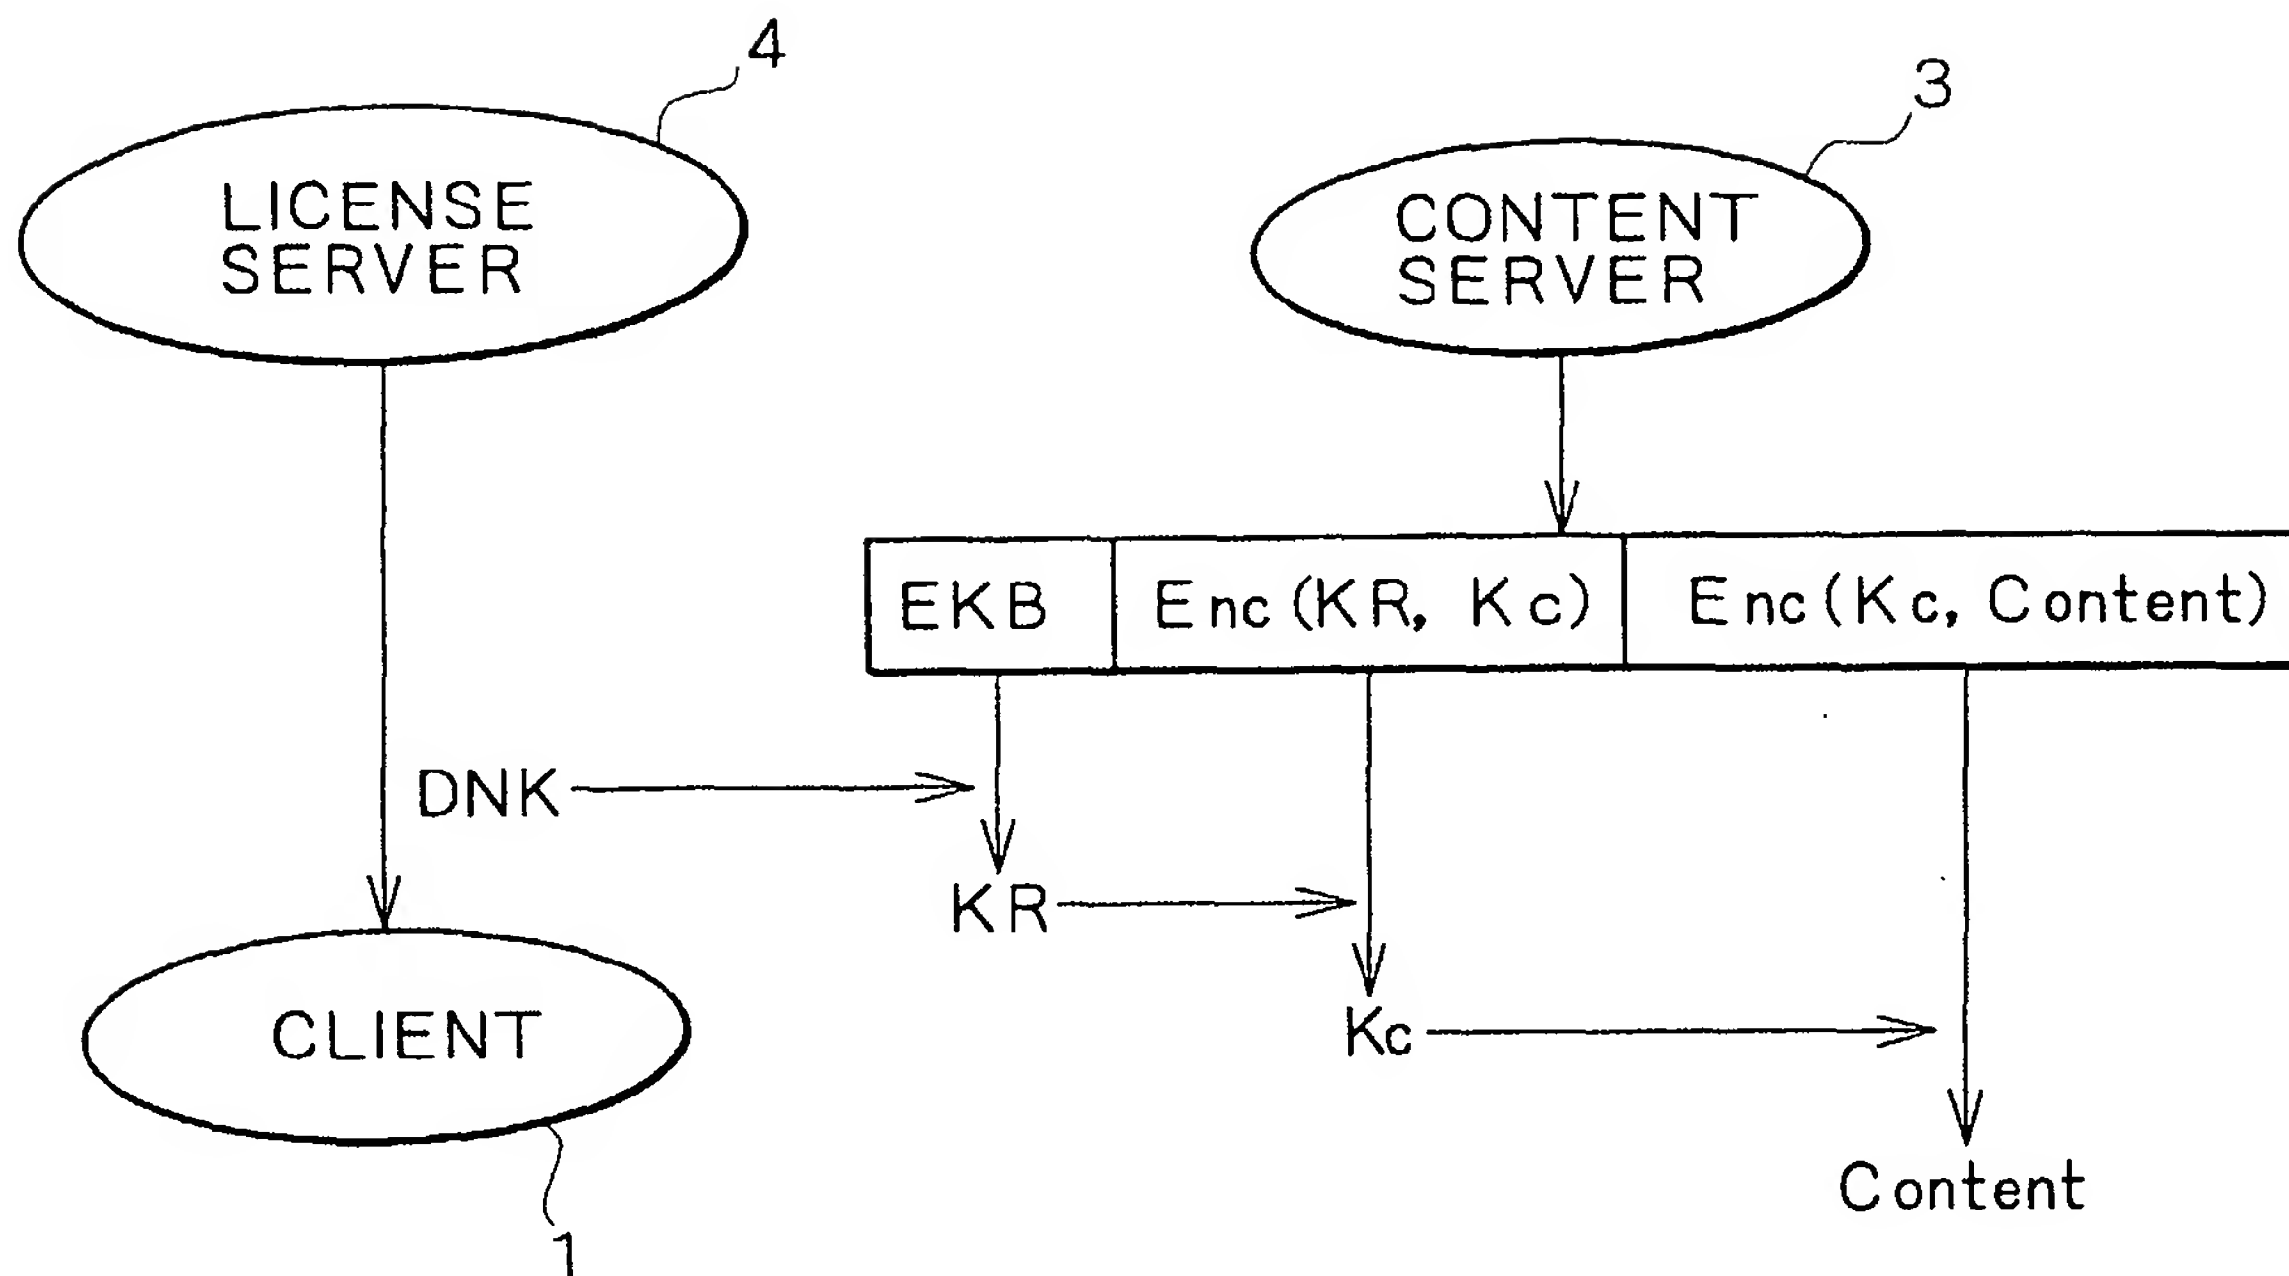 4
3
LICENSE
SERVER
CONTENT
SERVER
EKB
Enc(KR, Kc)
Enc(Kc, Content)
DNK
KR
Kc
CLIENT
Content
1